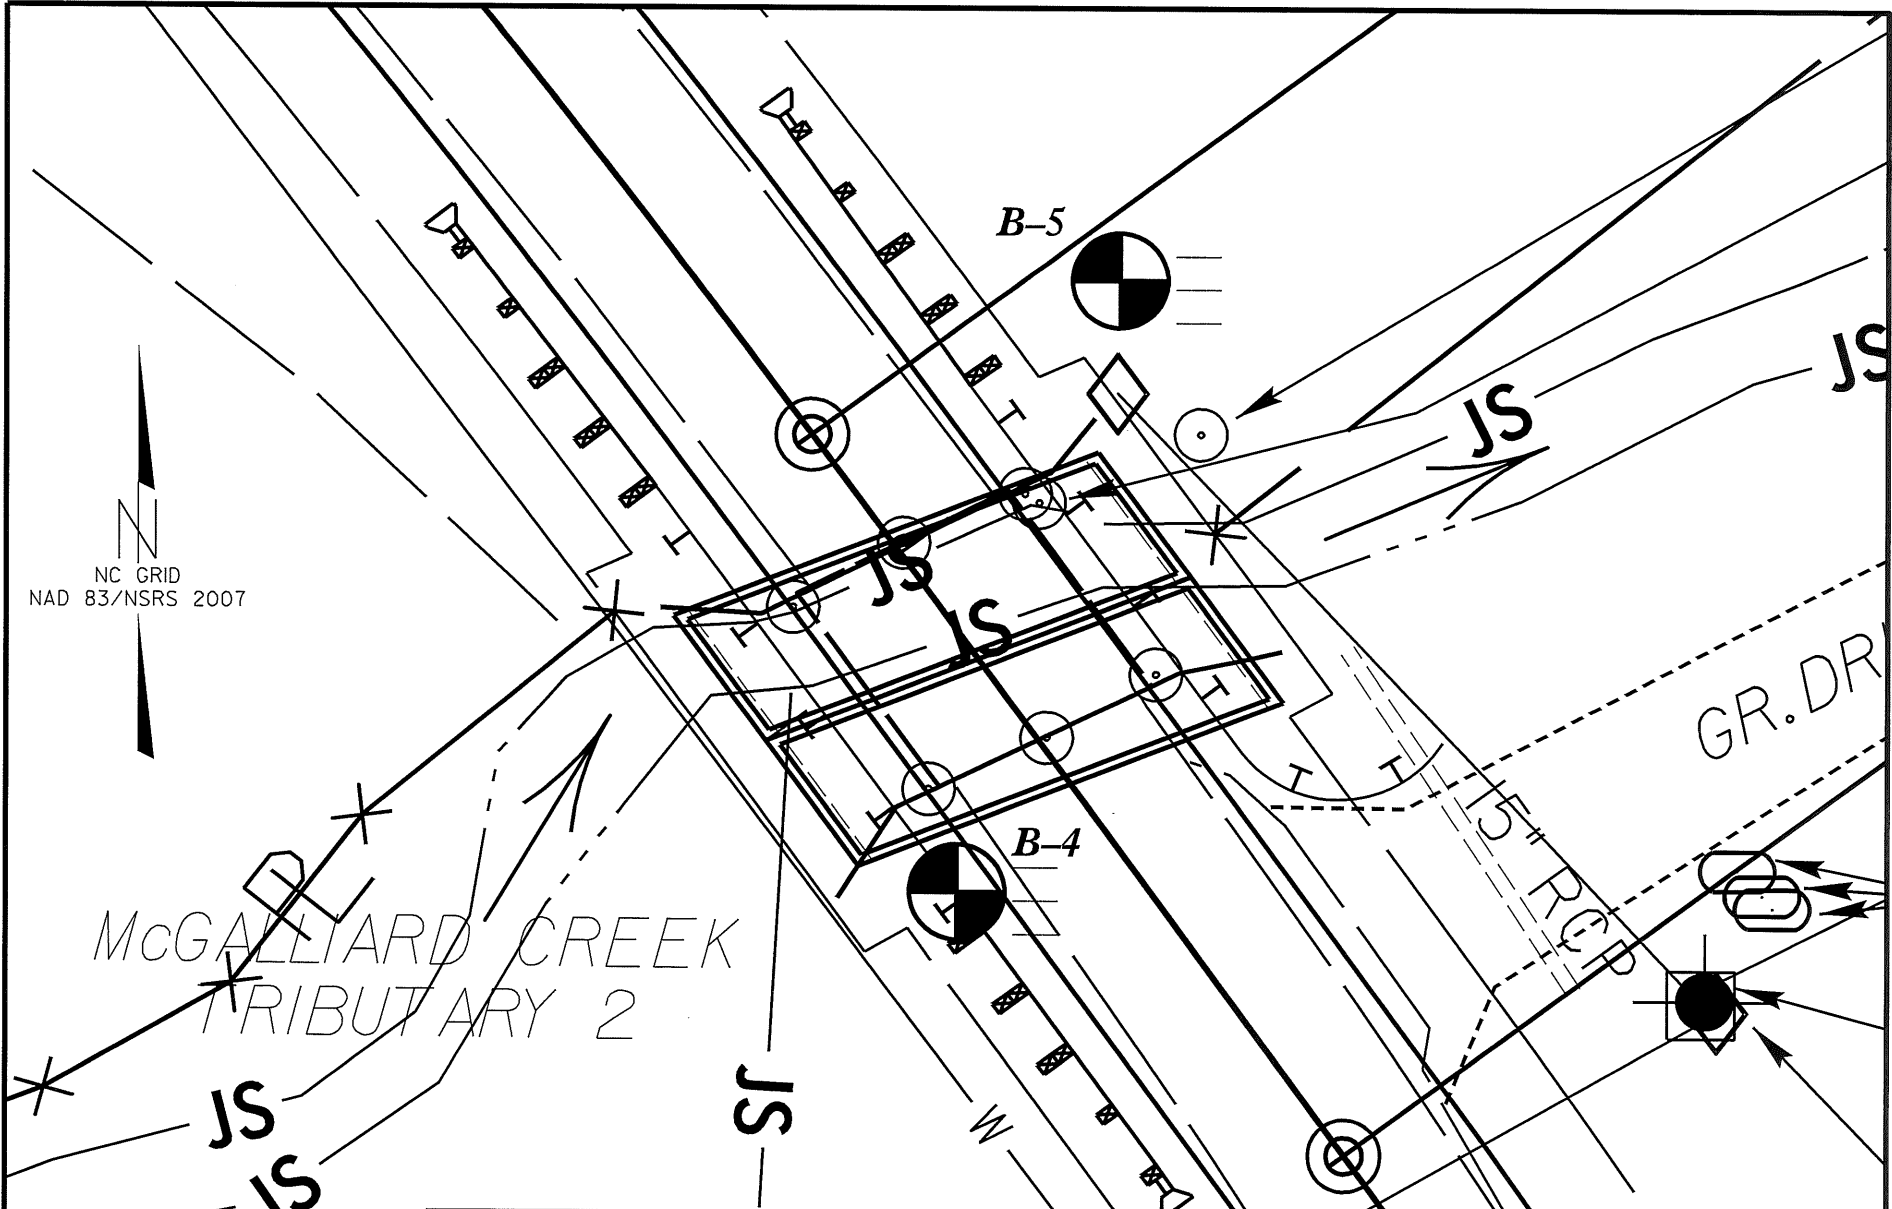 B–5
JS
JS
N
NC GRID
NAD 83/NSRS 2007
JS
JS
GR. DR
15" RCP
B–4
McGALLIARD CREEK
TRIBUTARY 2
JS
JS
W
JS